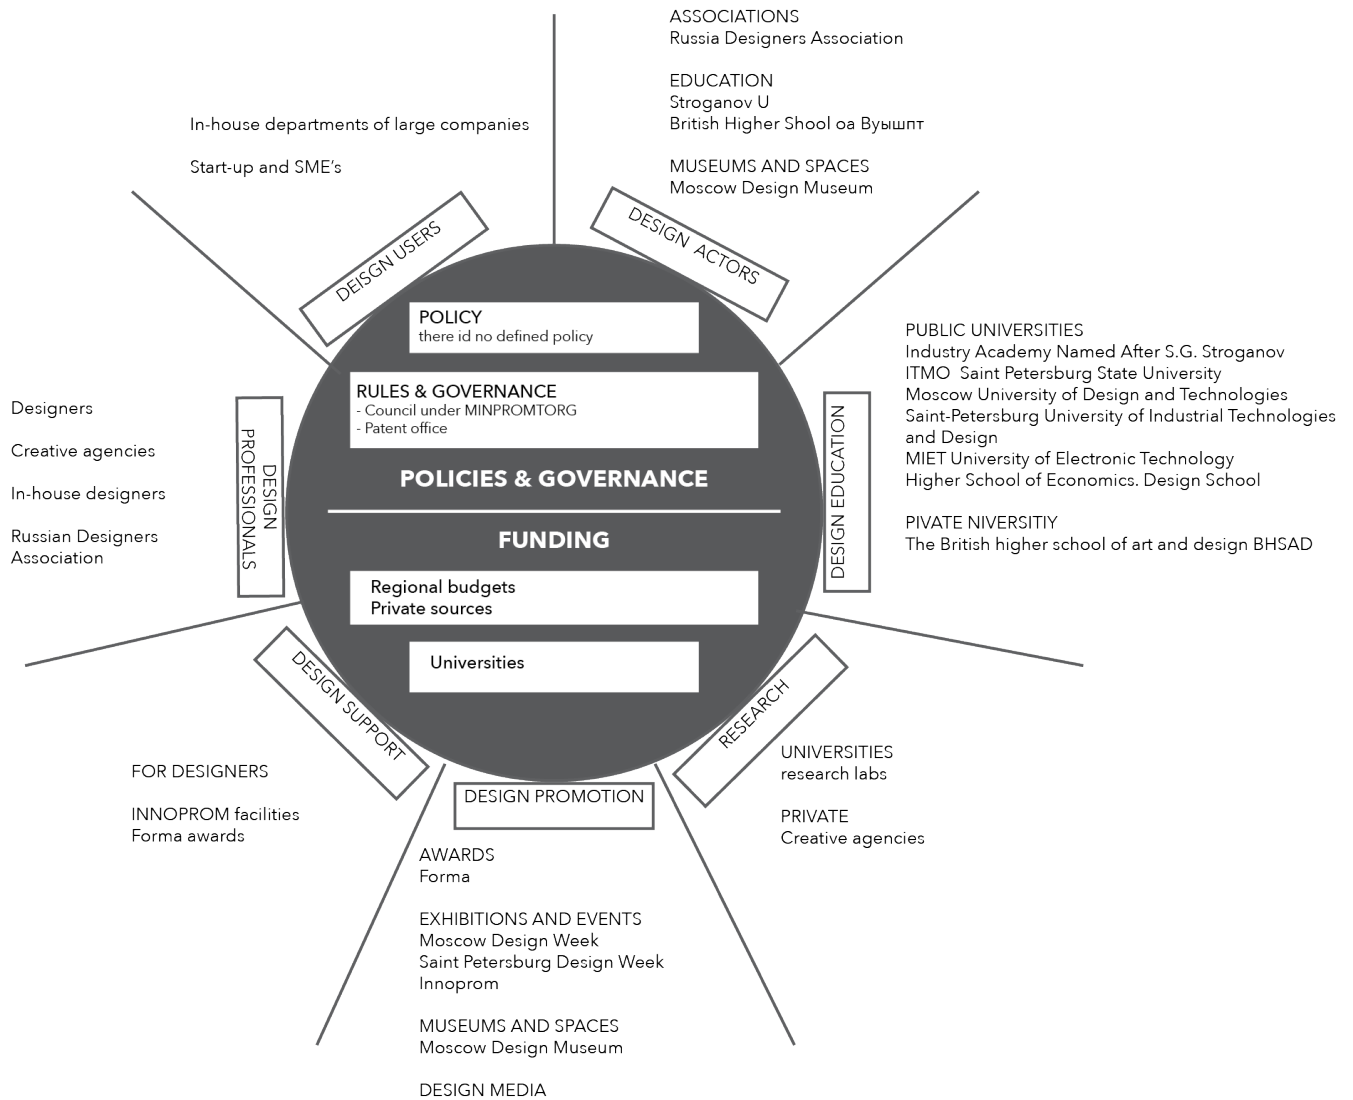 ASSOCIATIONS
Russia Designers Association
EDUCATION
Stroganov U
British Higher Shool oa Вуышпт
MUSEUMS AND SPACES
Moscow Design Museum
In-house departments of large companies
Start-up and SME's
DEISGN USERS
DESIGN ACTORS
POLICY
there id no defined policy
RULES & GOVERNANCE
- Council under MINPROMTORG
- Patent office
POLICIES & GOVERNANCE
FUNDING
Regional budgets
Private sources
Universities
Designers
Creative agencies
In-house designers
Russian Designers
Association
DESIGN
PROFESSIONALS
DESIGN EDUCATION
PUBLIC UNIVERSITIES
Industry Academy Named After S.G. Stroganov
ITMO Saint Petersburg State University
Moscow University of Design and Technologies
Saint-Petersburg University of Industrial Technologies
and Design
MIET University of Electronic Technology
Higher School of Economics. Design School
PIVATE NIVERSITIY
The British higher school of art and design BHSAD
DESIGN SUPPORT
FOR DESIGNERS
INNOPROM facilities
Forma awards
RESEARCH
UNIVERSITIES
research labs
PRIVATE
Creative agencies
DESIGN PROMOTION
AWARDS
Forma
EXHIBITIONS AND EVENTS
Moscow Design Week
Saint Petersburg Design Week
Innoprom
MUSEUMS AND SPACES
Moscow Design Museum
DESIGN MEDIA